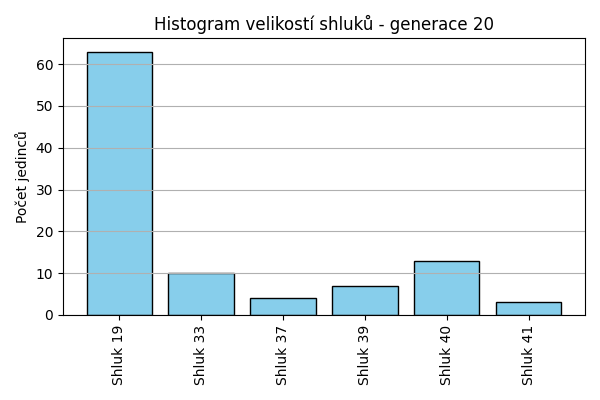 Histogram velikostí shluků - generace 20
Počet jedinců
60
50
40
30
20
10
0
Shluk 19
Shluk 33
Shluk 37
Shluk 39
Shluk 40
Shluk 41